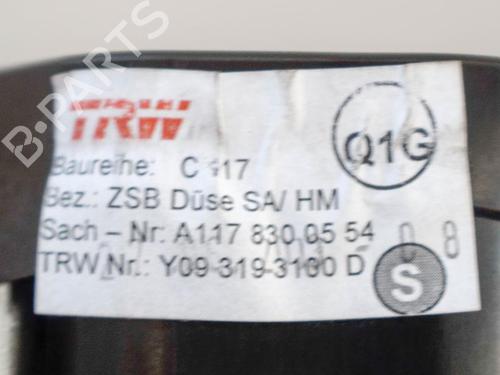 TRW
Q1G
Baureihe: C 117
Bez.: ZSB Düse SA/ HM
Sach – Nr: A117 830 05 54
TRW Nr.: Y09-319-3100 D
08
S
B-PARTS